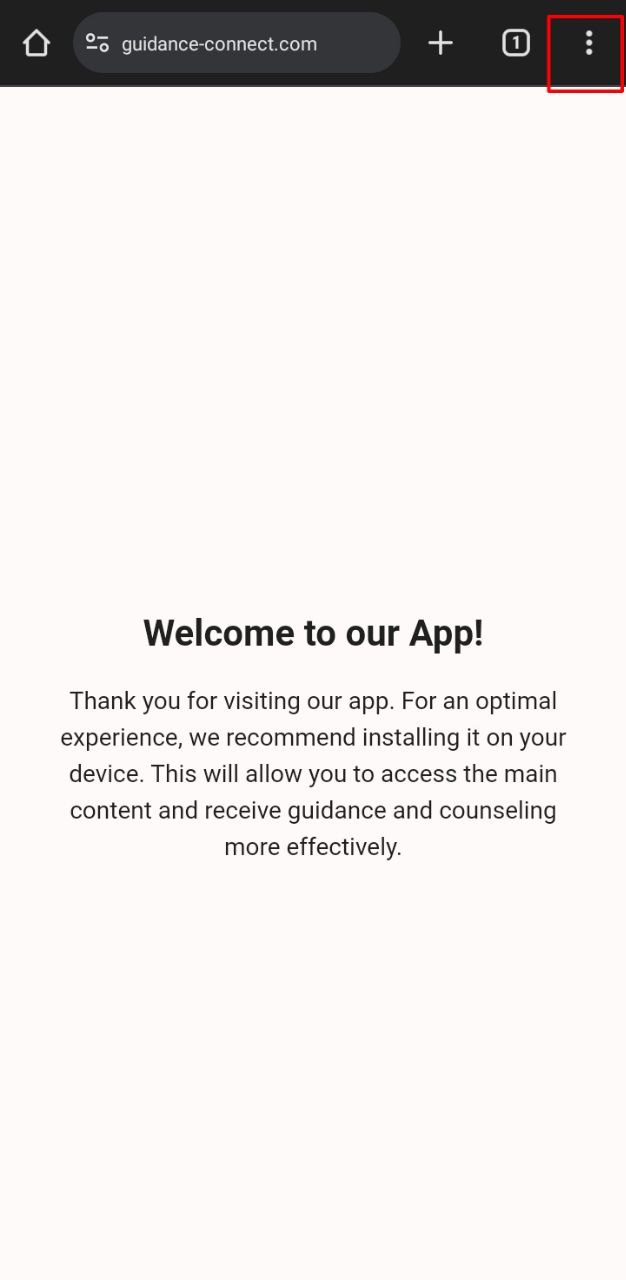 guidance-connect.com
1
Welcome to our App!
Thank you for visiting our app. For an optimal
experience, we recommend installing it on your
device. This will allow you to access the main
content and receive guidance and counseling
more effectively.